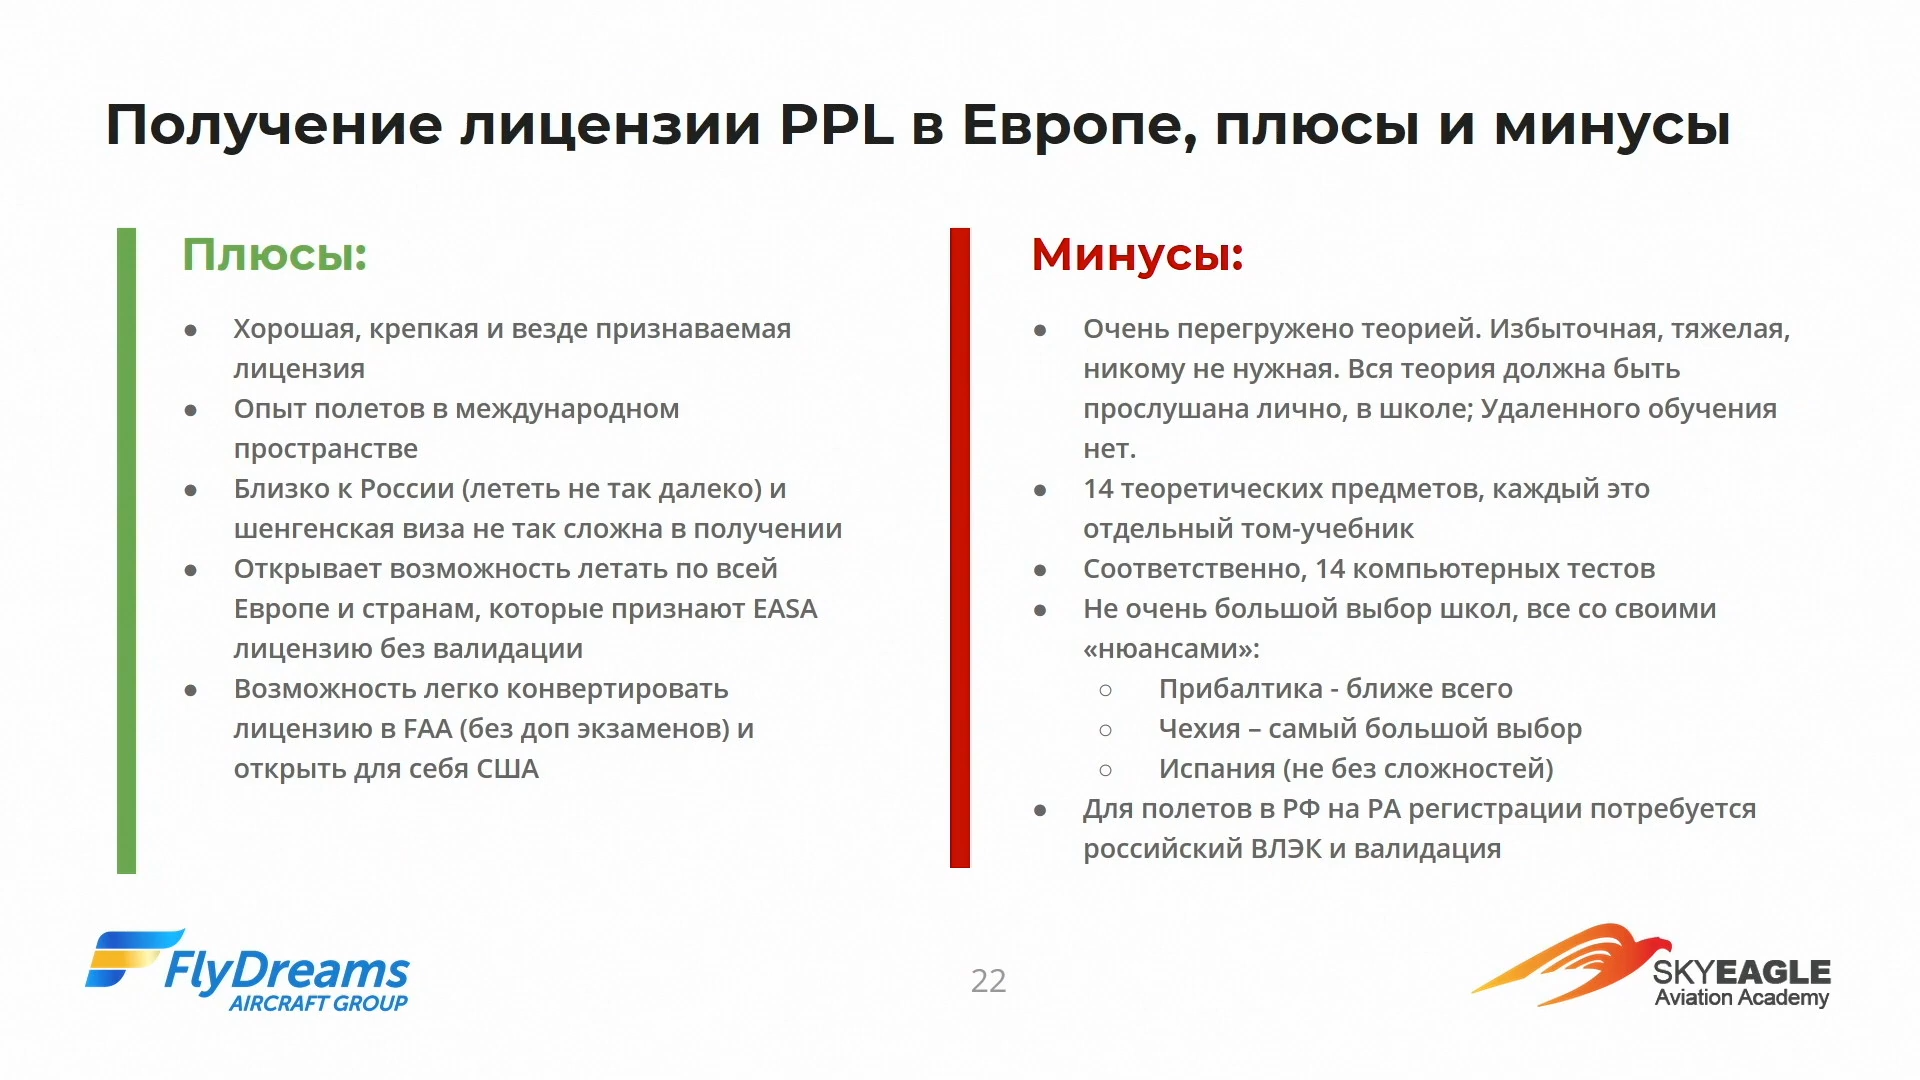 Получение лицензии PPL в Европе, плюсы и минусы
Плюсы:
● Хорошая, крепкая и везде признаваемая
лицензия
● Опыт полетов в международном
пространстве
● Близко к России (лететь не так далеко) и
шенгенская виза не так сложна в получении
● Открывает возможность летать по всей
Европе и странам, которые признают EASA
лицензию без валидации
● Возможность легко конвертировать
лицензию в FAA (без доп экзаменов) и
открыть для себя США
Минусы:
● Очень перегружено теорией. Избыточная, тяжелая,
никому не нужная. Вся теория должна быть
прослушана лично, в школе; Удаленного обучения
нет.
● 14 теоретических предметов, каждый это
отдельный том-учебник
● Соответственно, 14 компьютерных тестов
● Не очень большой выбор школ, все со своими
«нюансами»:
○ Прибалтика - ближе всего
○ Чехия – самый большой выбор
○ Испания (не без сложностей)
● Для полетов в РФ на РА регистрации потребуется
российский ВЛЭК и валидация
FlyDreams
AIRCRAFT GROUP
22
SKYEAGLE
Aviation Academy